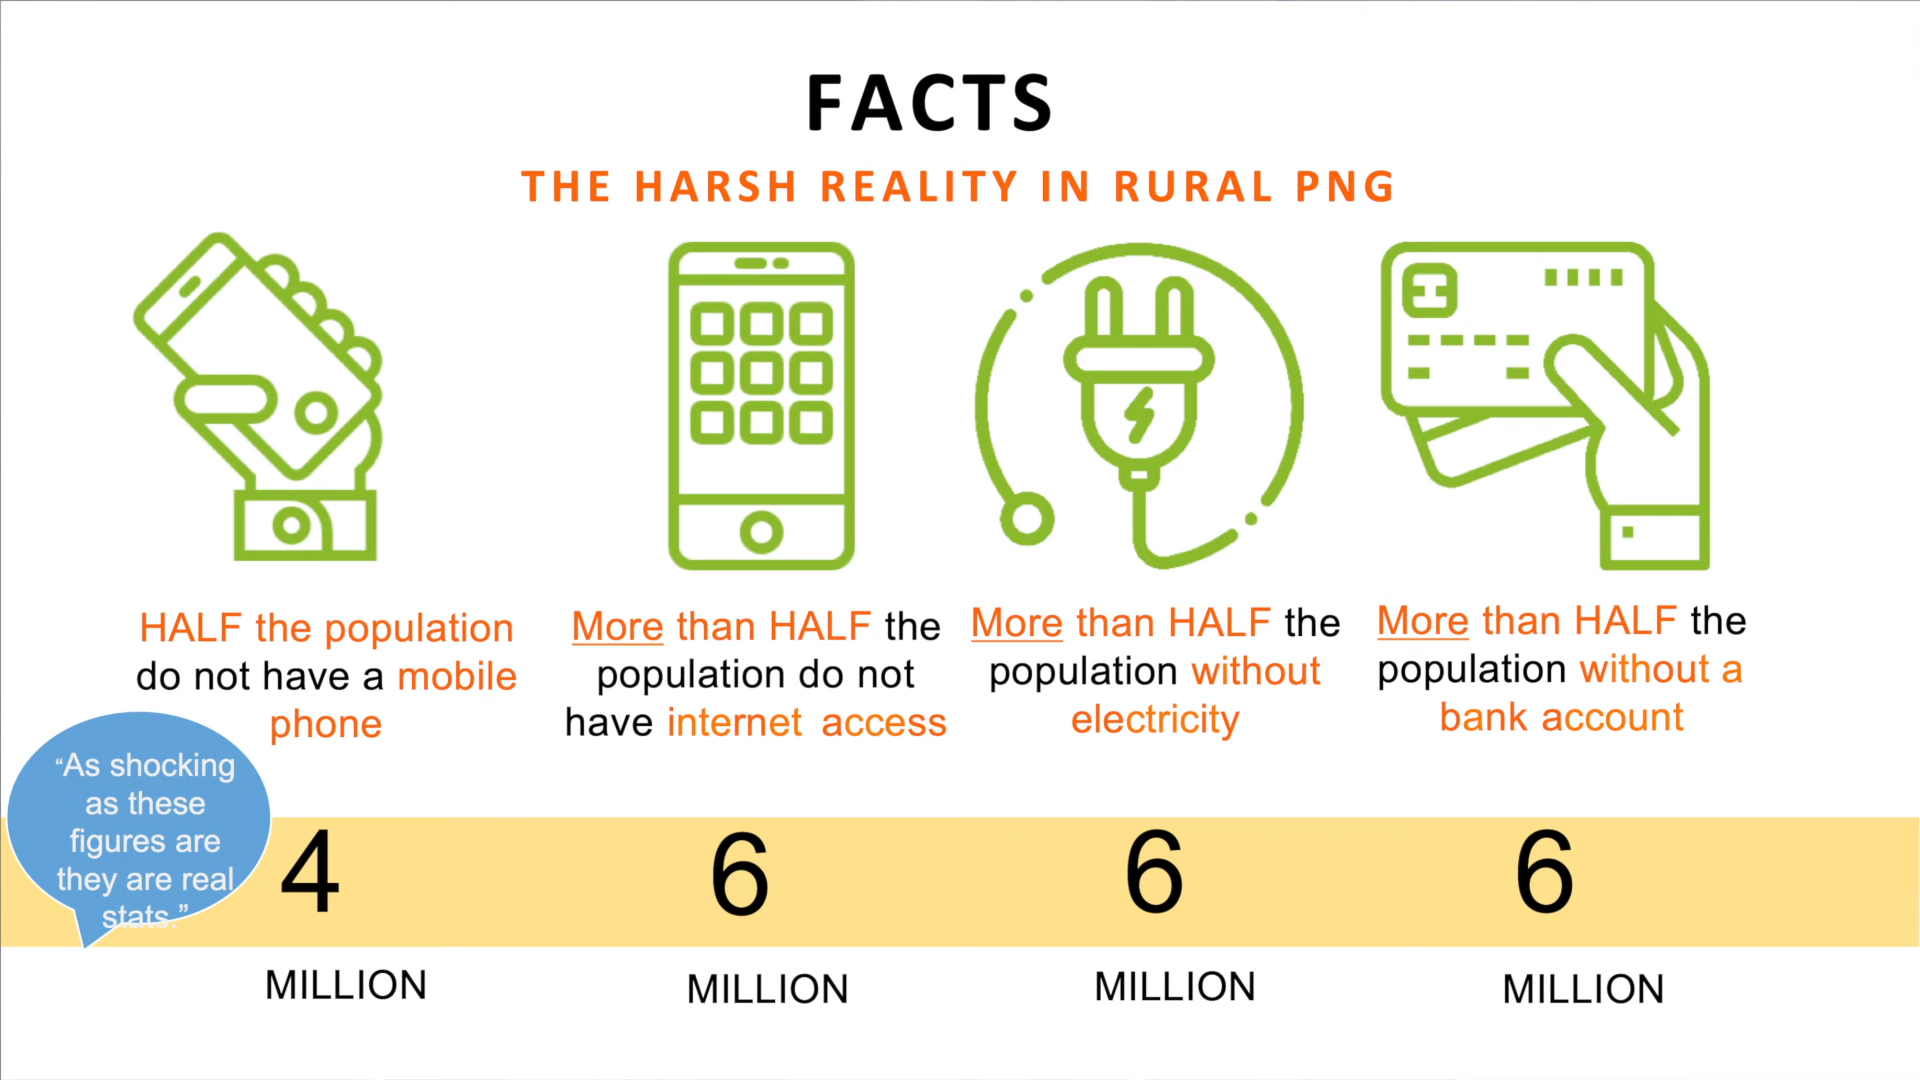 FACTS
THE HARSH REALITY IN RURAL PNG
HALF the population
do not have a mobile
phone
More than HALF the
population do not
have internet access
More than HALF the
population without
electricity
More than HALF the
population without a
bank account
“As shocking
as these
figures are
they are real
stats.”
4
MILLION
6
MILLION
6
MILLION
6
MILLION